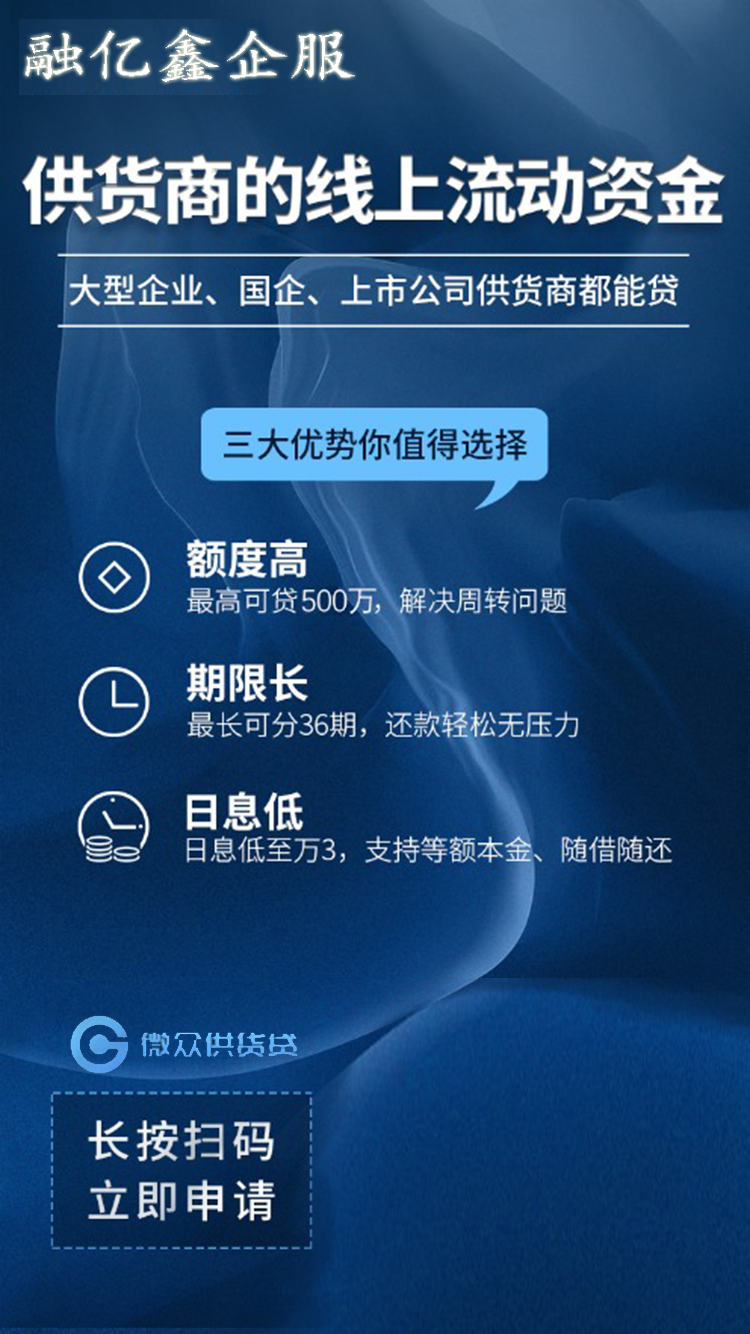 融亿鑫企服
供货商的线上流动资金
大型企业、国企、上市公司供货商都能贷
三大优势你值得选择
额度高
最高可贷500万，解决周转问题
期限长
最长可分36期，还款轻松无压力
日息低
日息低至万3，支持等额本金、随借随还
微众供货贷
长按扫码
立即申请